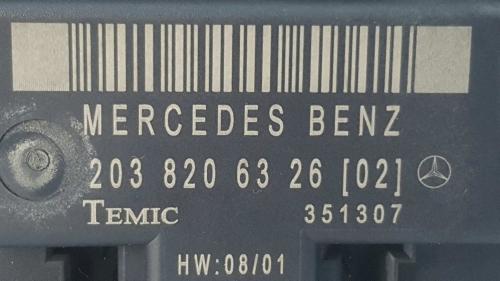 MERCEDES BENZ
203 820 63 26 [02]
TEMIC 351307
HW:08/01